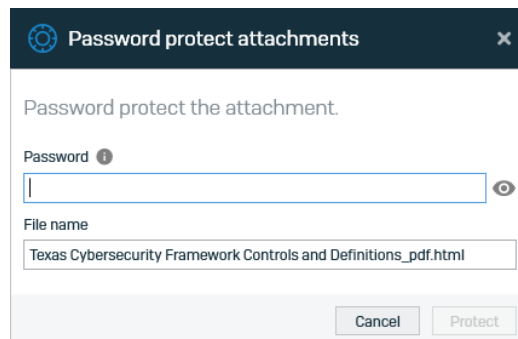 Password protect attachments
Password protect the attachment.
Password
File name
Texas Cybersecurity Framework Controls and Definitions_pdf.html
Cancel
Protect